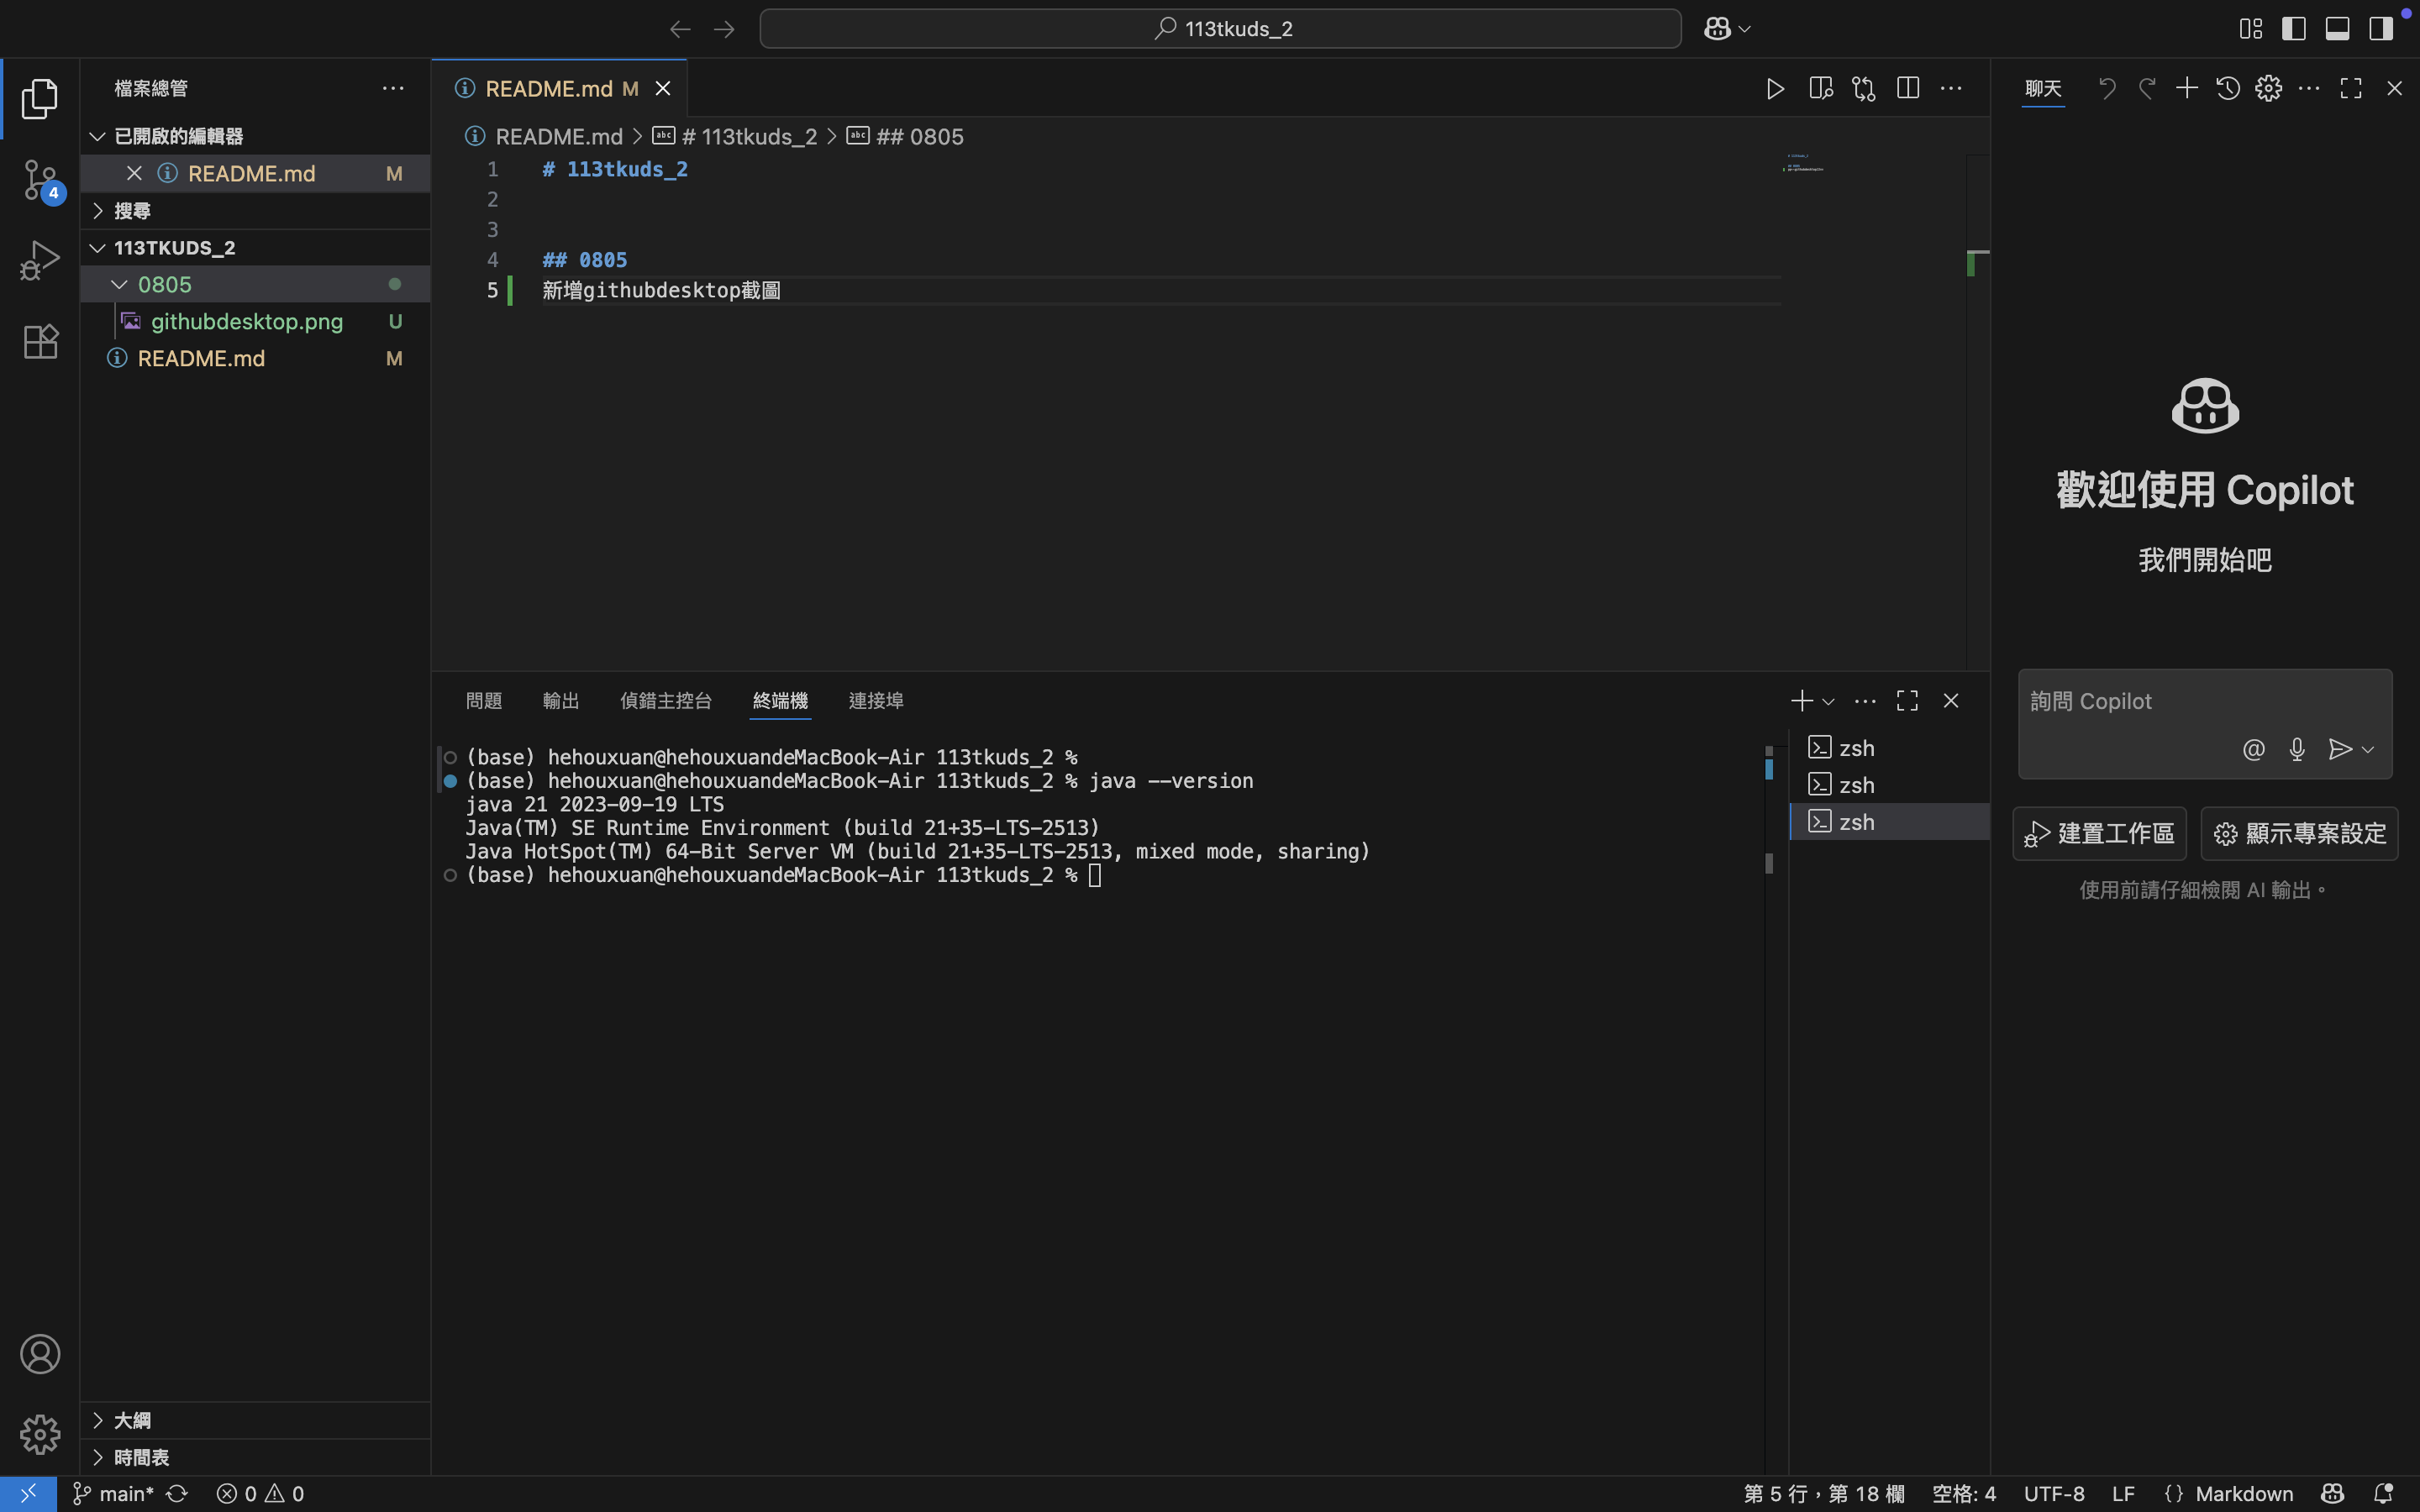 113tkuds_2
檔案總管
已開啟的編輯器
README.md M
搜尋
113TKUDS_2
0805
githubdesktop.png U
README.md M
大綱
時間表
4
README.md M
README.md > # 113tkuds_2 > ## 0805
1 # 113tkuds_2
2
3
4 ## 0805
5 新增githubdesktop截圖
問題 輸出 偵錯主控台 終端機 連接埠
(base) hehouxuan@hehouxuandeMacBook-Air 113tkuds_2 %
(base) hehouxuan@hehouxuandeMacBook-Air 113tkuds_2 % java --version
java 21 2023-09-19 LTS
Java(TM) SE Runtime Environment (build 21+35-LTS-2513)
Java HotSpot(TM) 64-Bit Server VM (build 21+35-LTS-2513, mixed mode, sharing)
(base) hehouxuan@hehouxuandeMacBook-Air 113tkuds_2 %
zsh
zsh
zsh
聊天
歡迎使用 Copilot
我們開始吧
詢問 Copilot
建置工作區 顯示專案設定
使用前請仔細檢閱 AI 輸出。
main* 0 0 第 5 行，第 18 欄 空格: 4 UTF-8 LF {} Markdown